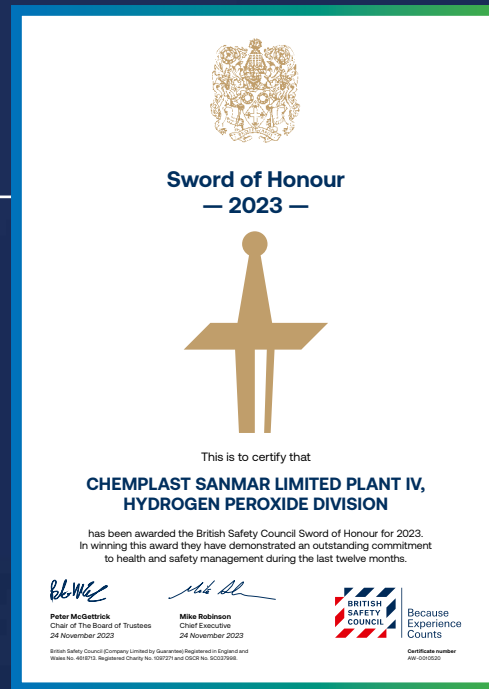 Sword of Honour
— 2023 —
This is to certify that
CHEMPLAST SANMAR LIMITED PLANT IV,
HYDROGEN PEROXIDE DIVISION
has been awarded the British Safety Council Sword of Honour for 2023.
In winning this award they have demonstrated an outstanding commitment
to health and safety management during the last twelve months.
Peter McGettrick
Chair of The Board of Trustees
24 November 2023
Mike Robinson
Chief Executive
24 November 2023
BRITISH
SAFETY
COUNCIL
Because
Experience
Counts
British Safety Council (Company Limited by Guarantee) Registered in England and
Wales No. 4618713. Registered Charity No. 1097271 and OSCR No. SC037998.
Certificate number
AW-0010520